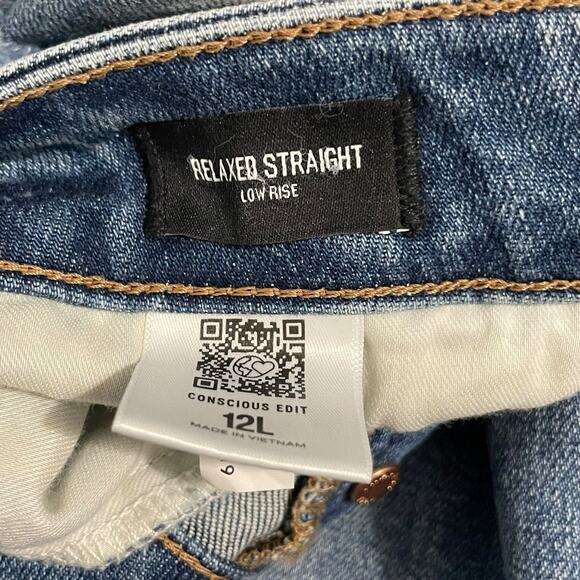 RELAXED STRAIGHT
LOW RISE
CONSCIOUS EDIT
12L
MADE IN VIETNAM